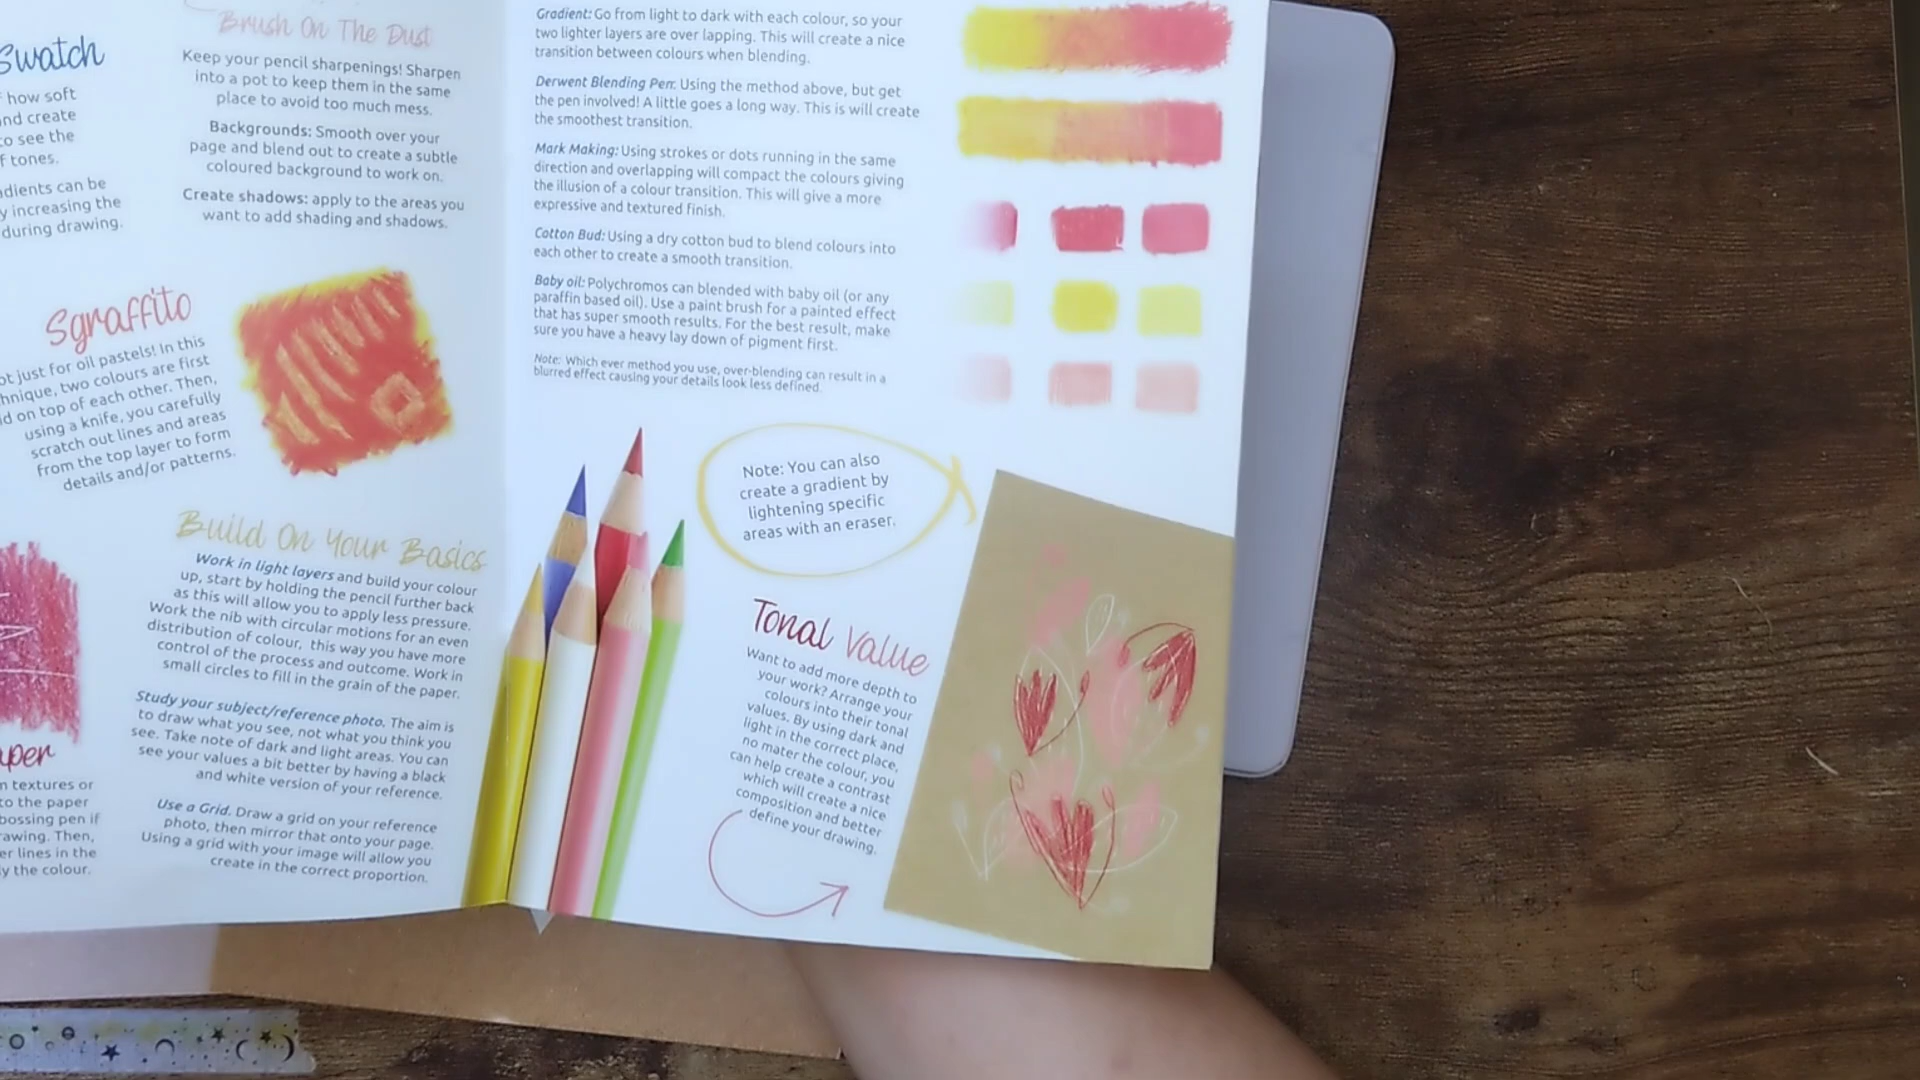 Swatch
how soft
and create
to see the
f tones.
dients can be
y increasing the
during drawing.
Brush On The Dust
Keep your pencil sharpenings! Sharpen
into a pot to keep them in the same
place to avoid too much mess.
Backgrounds: Smooth over your
page and blend out to create a subtle
coloured background to work on.
Create shadows: apply to the areas you
want to add shading and shadows.
Sgraffito
ot just for oil pastels! In this
hnique, two colours are first
d on top of each other. Then,
using a knife, you carefully
scratch out lines and areas
from the top layer to form
details and/or patterns.
Build On Your Basics
Work in light layers and build your colour
up, start by holding the pencil further back
as this will allow you to apply less pressure.
Work the nib with circular motions for an even
distribution of colour, this way you have more
control of the process and outcome. Work in
small circles to fill in the grain of the paper.
Study your subject/reference photo. The aim is
to draw what you see, not what you think you
see. Take note of dark and light areas. You can
see your values a bit better by having a black
and white version of your reference.
Use a Grid. Draw a grid on your reference
photo, then mirror that onto your page.
Using a grid with your image will allow you
create in the correct proportion.
aper
n textures or
to the paper
bossing pen if
rawing. Then,
er lines in the
y the colour.
Gradient: Go from light to dark with each colour, so your
two lighter layers are over lapping. This will create a nice
transition between colours when blending.
Derwent Blending Pen: Using the method above, but get
the pen involved! A little goes a long way. This is will create
the smoothest transition.
Mark Making: Using strokes or dots running in the same
direction and overlapping will compact the colours giving
the illusion of a colour transition. This will give a more
expressive and textured finish.
Cotton Bud: Using a dry cotton bud to blend colours into
each other to create a smooth transition.
Baby oil: Polychromos can blended with baby oil (or any
paraffin based oil). Use a paint brush for a painted effect
that has super smooth results. For the best result, make
sure you have a heavy lay down of pigment first.
Note: Which ever method you use, over-blending can result in a
blurred effect causing your details look less defined.
Note: You can also
create a gradient by
lightening specific
areas with an eraser.
Tonal Value
Want to add more depth to
your work? Arrange your
colours into their tonal
values. By using dark and
light in the correct place,
no mater the colour, you
can help create a contrast
which will create a nice
composition and better
define your drawing.